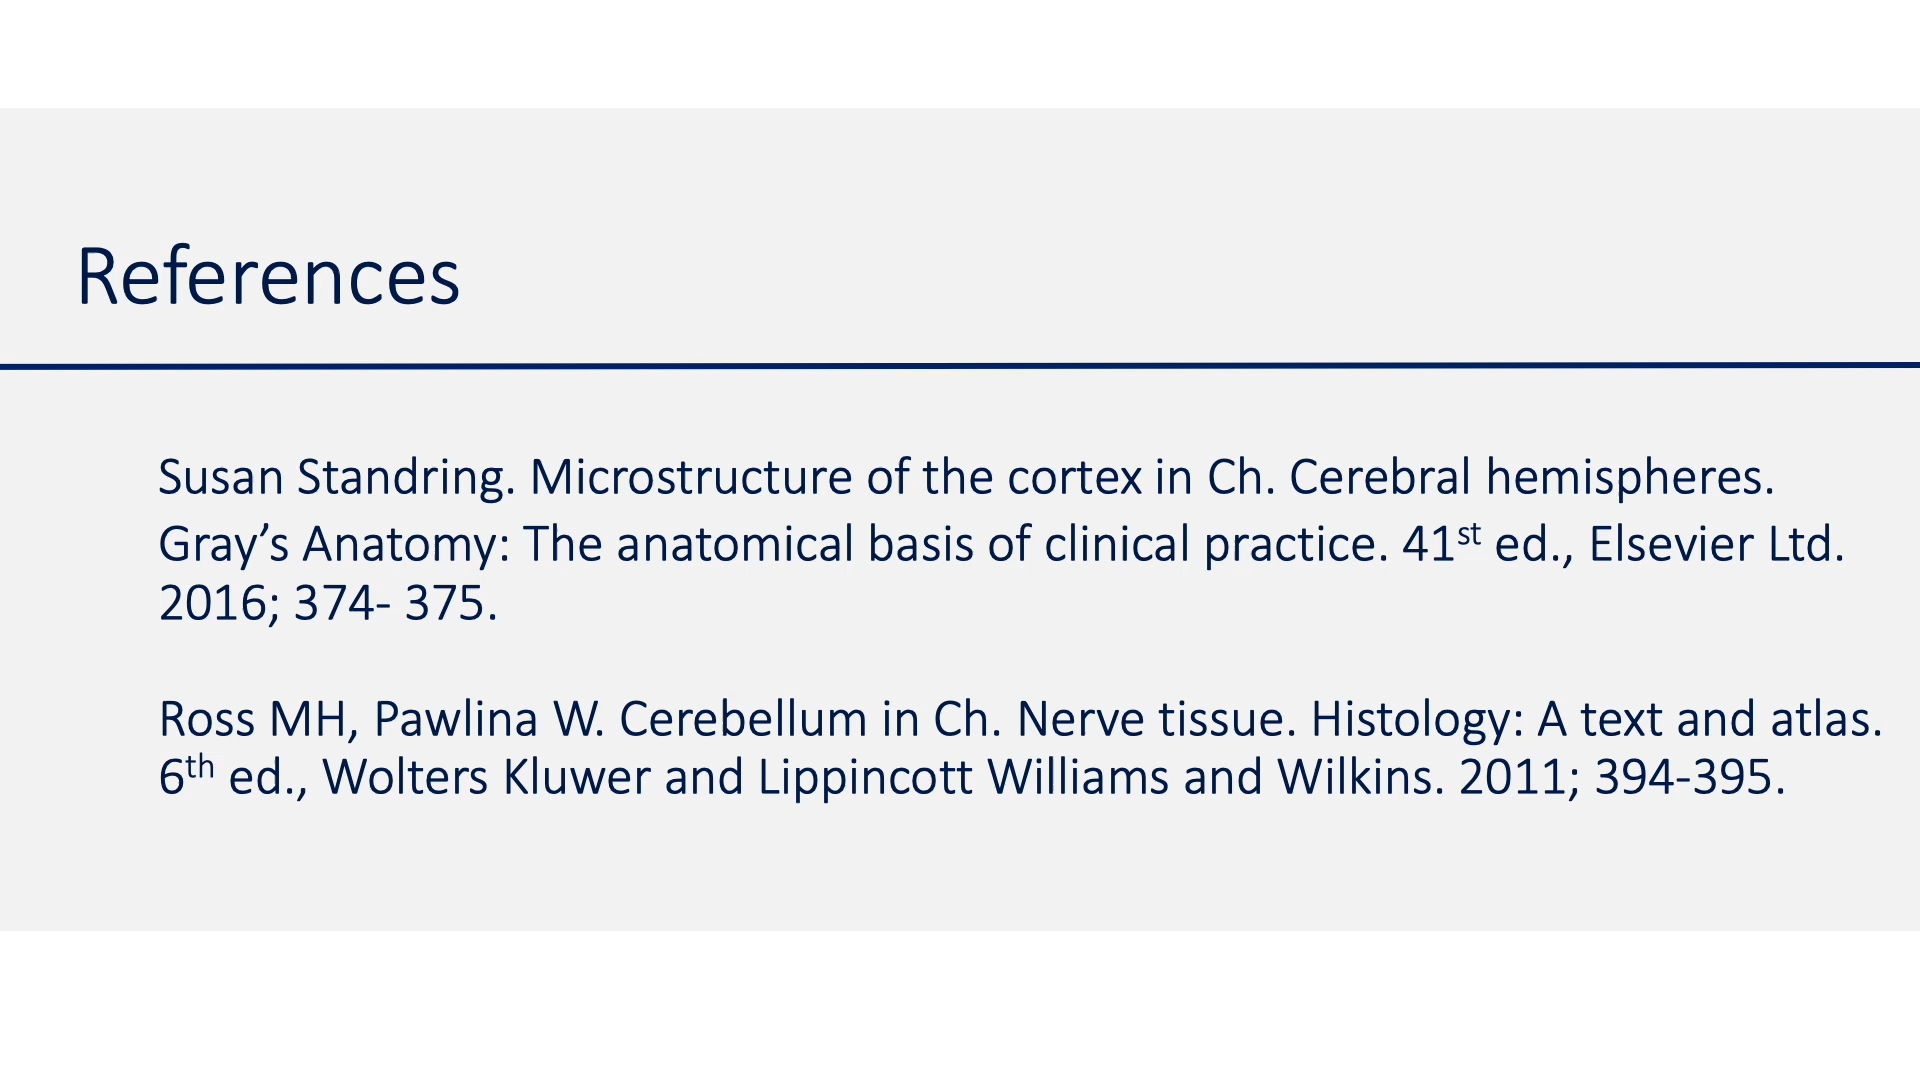 References
Susan Standring. Microstructure of the cortex in Ch. Cerebral hemispheres.
Gray’s Anatomy: The anatomical basis of clinical practice. 41st ed., Elsevier Ltd.
2016; 374- 375.
Ross MH, Pawlina W. Cerebellum in Ch. Nerve tissue. Histology: A text and atlas.
6th ed., Wolters Kluwer and Lippincott Williams and Wilkins. 2011; 394-395.